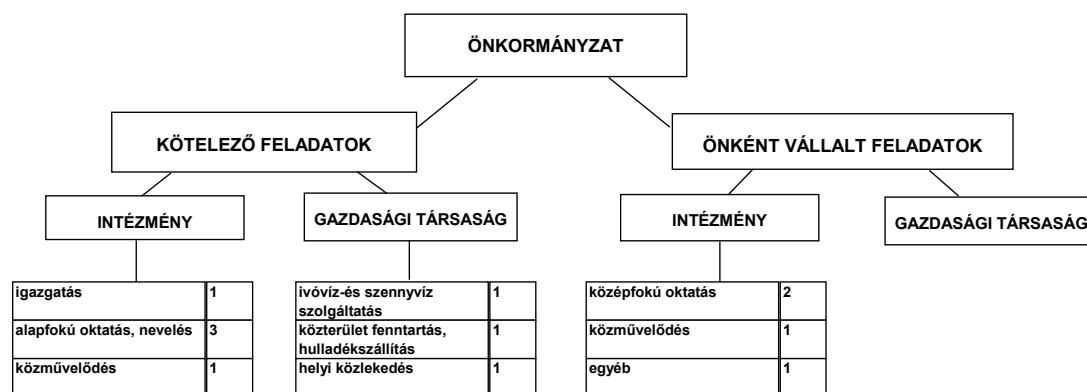 ÖNKORMÁNYZAT
KÖTELEZŐ FELADATOK
ÖNKÉNT VÁLLALT FELADATOK
INTÉZMÉNY
GAZDASÁGI TÁRSASÁG
INTÉZMÉNY
GAZDASÁGI TÁRSASÁG
igazgatás 1
alapfokú oktatás, nevelés 3
közművelődés 1
ivóvíz-és szennyvíz 1
szolgáltatás
közterület fenntartás, 1
hulladékszállítás
helyi közlekedés 1
középfokú oktatás 2
közművelődés 1
egyéb 1